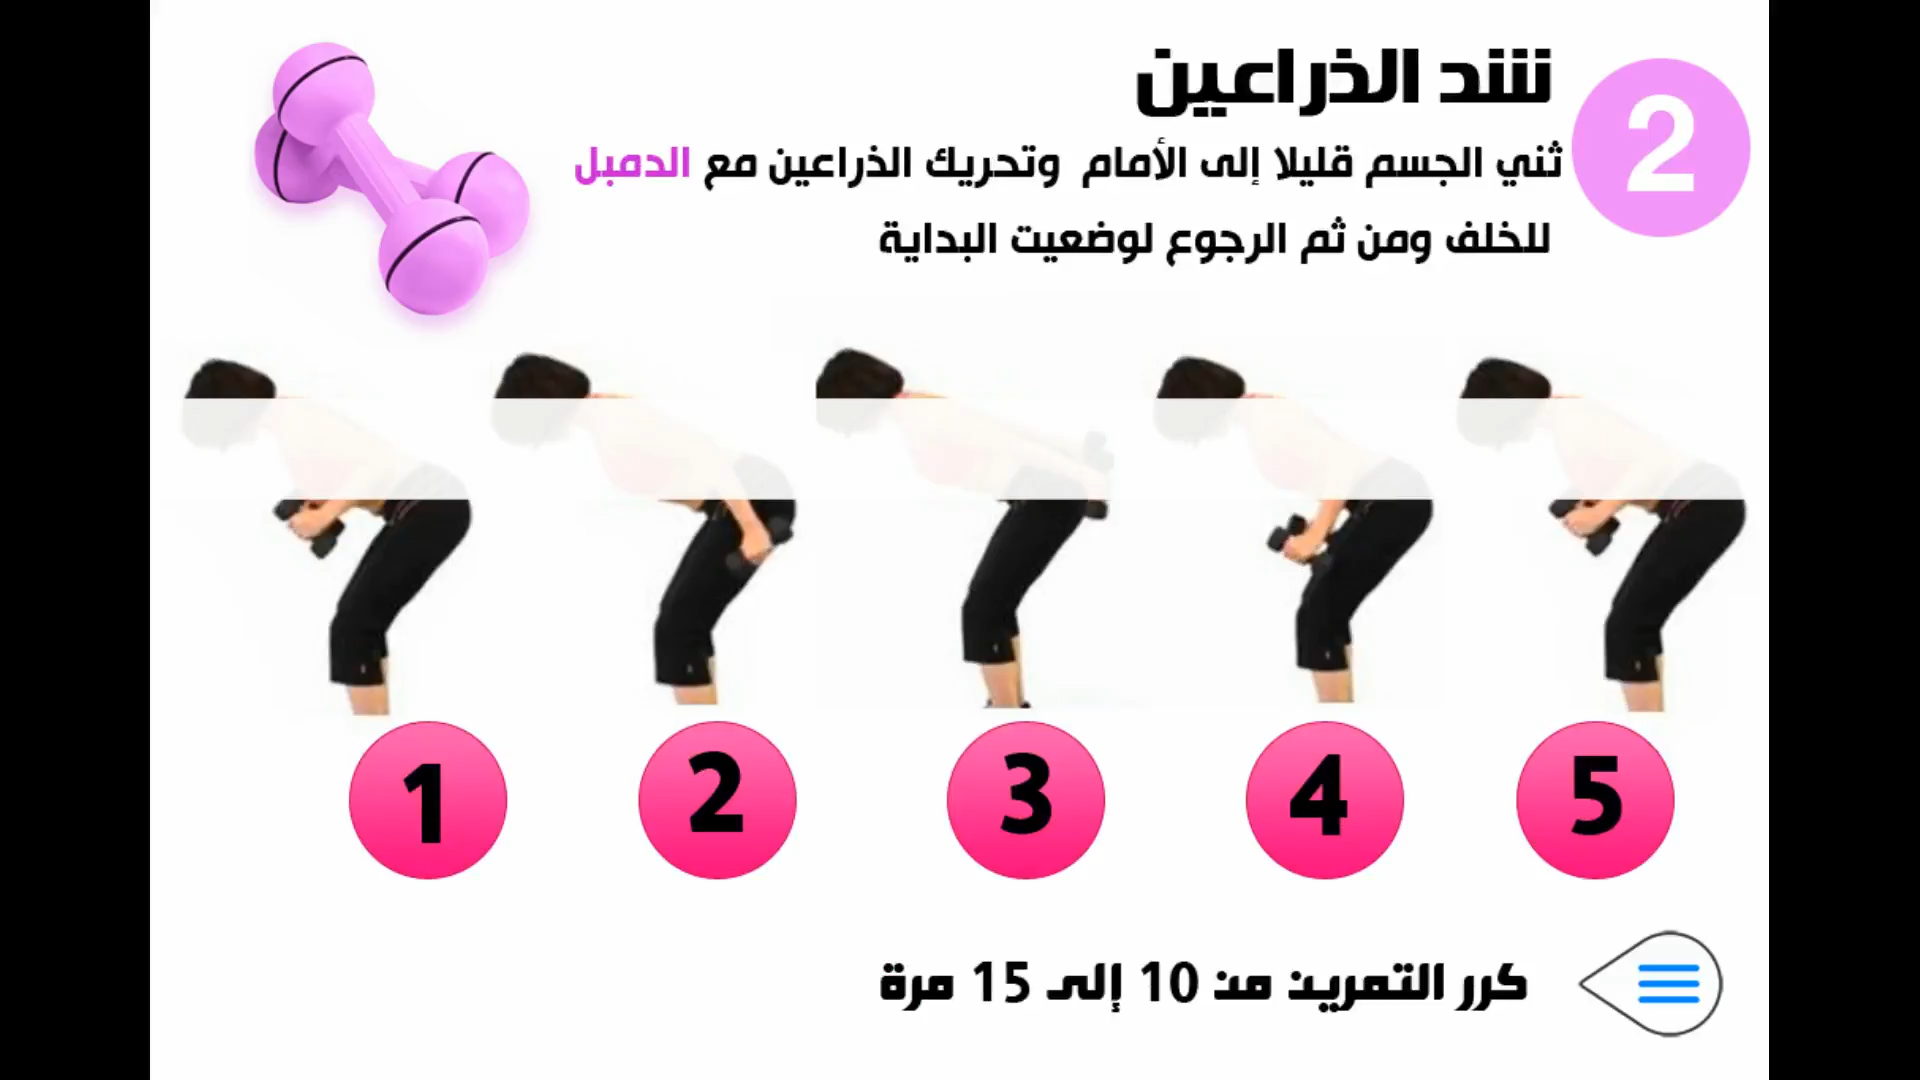 2
شد الذراعين
ثني الجسم قليلا إلى الأمام وتحريك الذراعين مع الدمبل
للخلف ومن ثم الرجوع لوضعيت البداية
1 2 3 4 5
كرر التمرين من 10 إلى 15 مرة